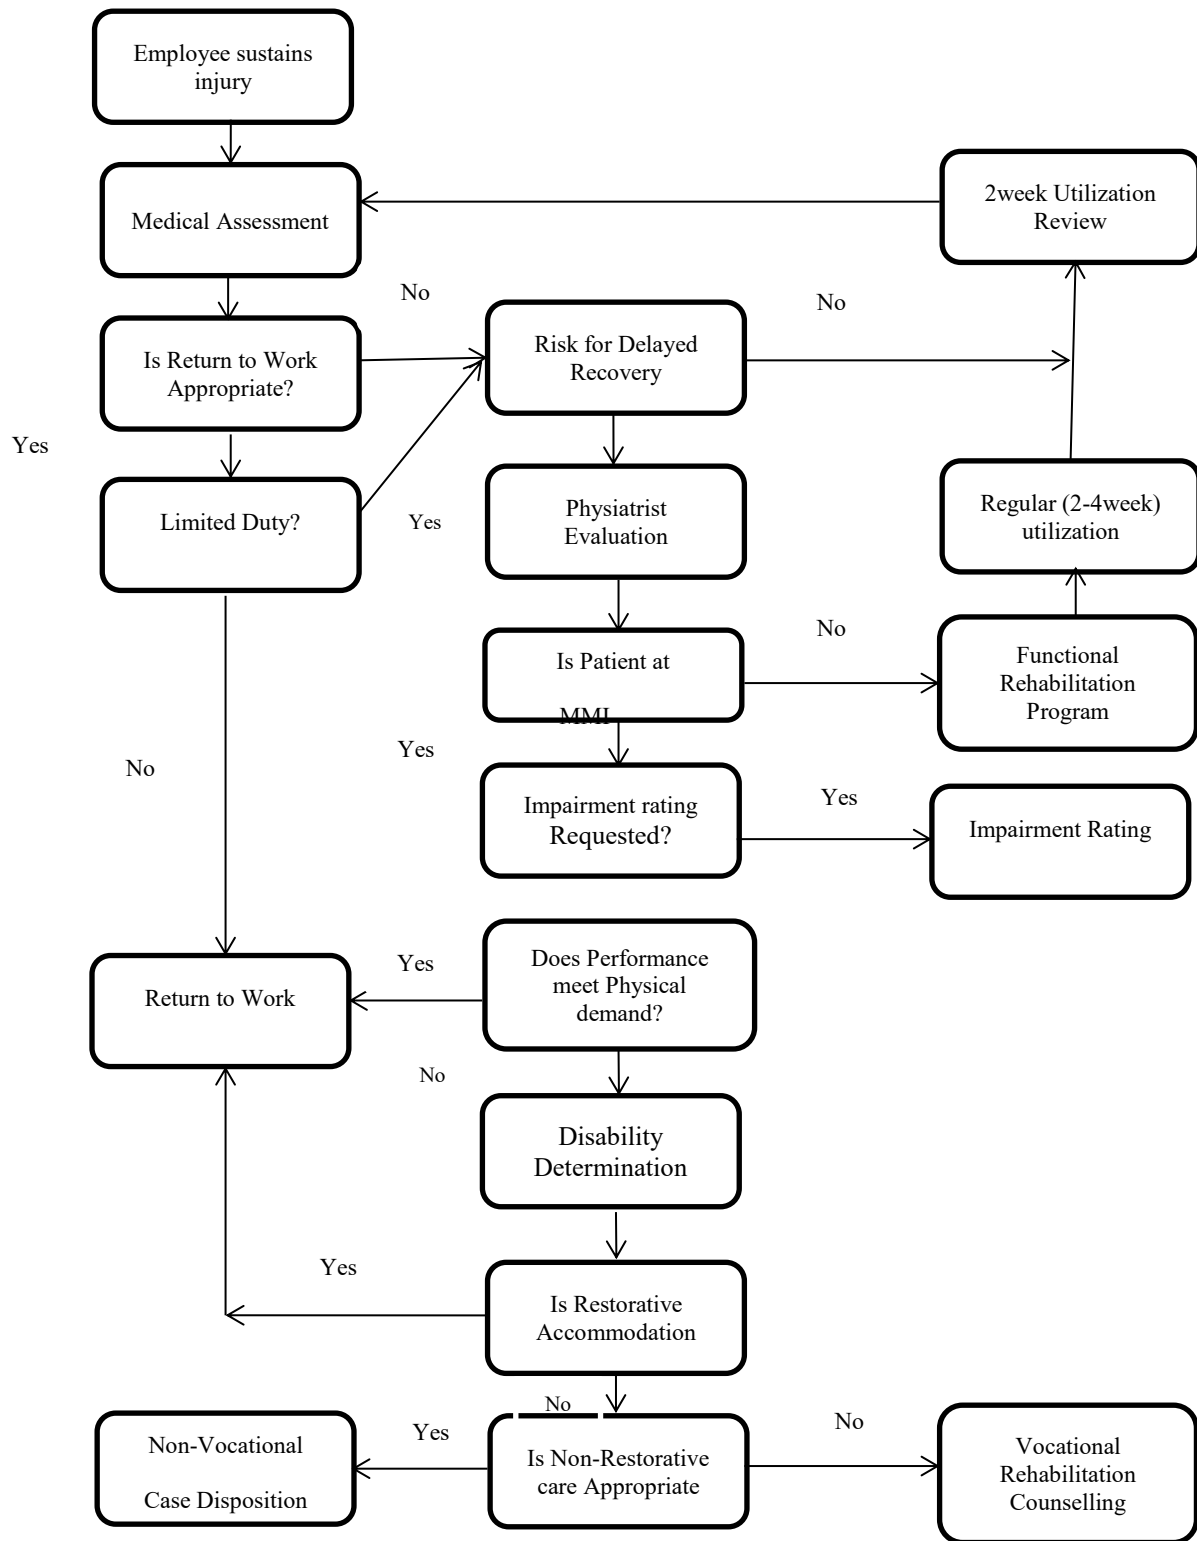 Employee sustains
injury
Medical Assessment
2week Utilization
Review
No
Is Return to Work
Appropriate?
Risk for Delayed
Recovery
No
Yes
Limited Duty?
Yes
Physiatrist
Evaluation
Regular (2-4week)
utilization
Is Patient at
MMI
No
Functional
Rehabilitation
Program
Yes
No
Impairment rating
Requested?
Yes
Impairment Rating
Return to Work
Yes
Does Performance
meet Physical
demand?
No
Disability
Determination
Yes
Is Restorative
Accommodation
No
Non-Vocational
Case Disposition
Yes
Is Non-Restorative
care Appropriate
No
Vocational
Rehabilitation
Counselling